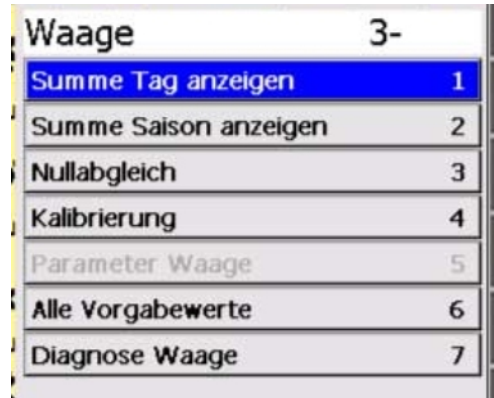 Waage 3-
Summe Tag anzeigen 1
Summe Saison anzeigen 2
Nullabgleich 3
Kalibrierung 4
Parameter Waage 5
Alle Vorgabewerte 6
Diagnose Waage 7